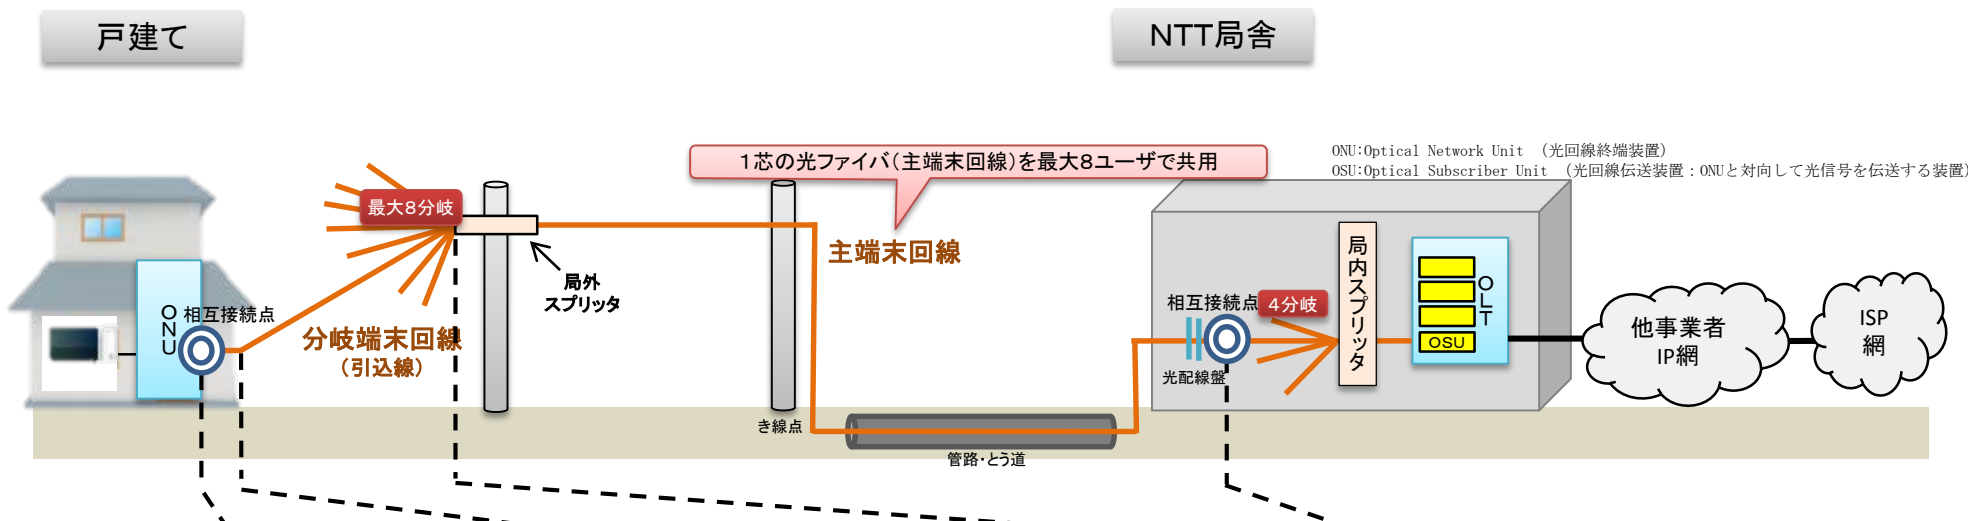 戸建て
NTT局舎
1芯の光ファイバ（主端末回線）を最大8ユーザで共用
ONU:Optical Network Unit （光回線終端装置）
OSU:Optical Subscriber Unit （光回線伝送装置：ONUと対向して光信号を伝送する装置）
最大8分岐
主端末回線
局外
スプリッタ
ONU
相互接続点
分岐端末回線
（引込線）
き線点
管路・とう道
相互接続点
光配線盤
4分岐
局内スプリッタ
OLT
OSU
他事業者
IP網
ISP
網